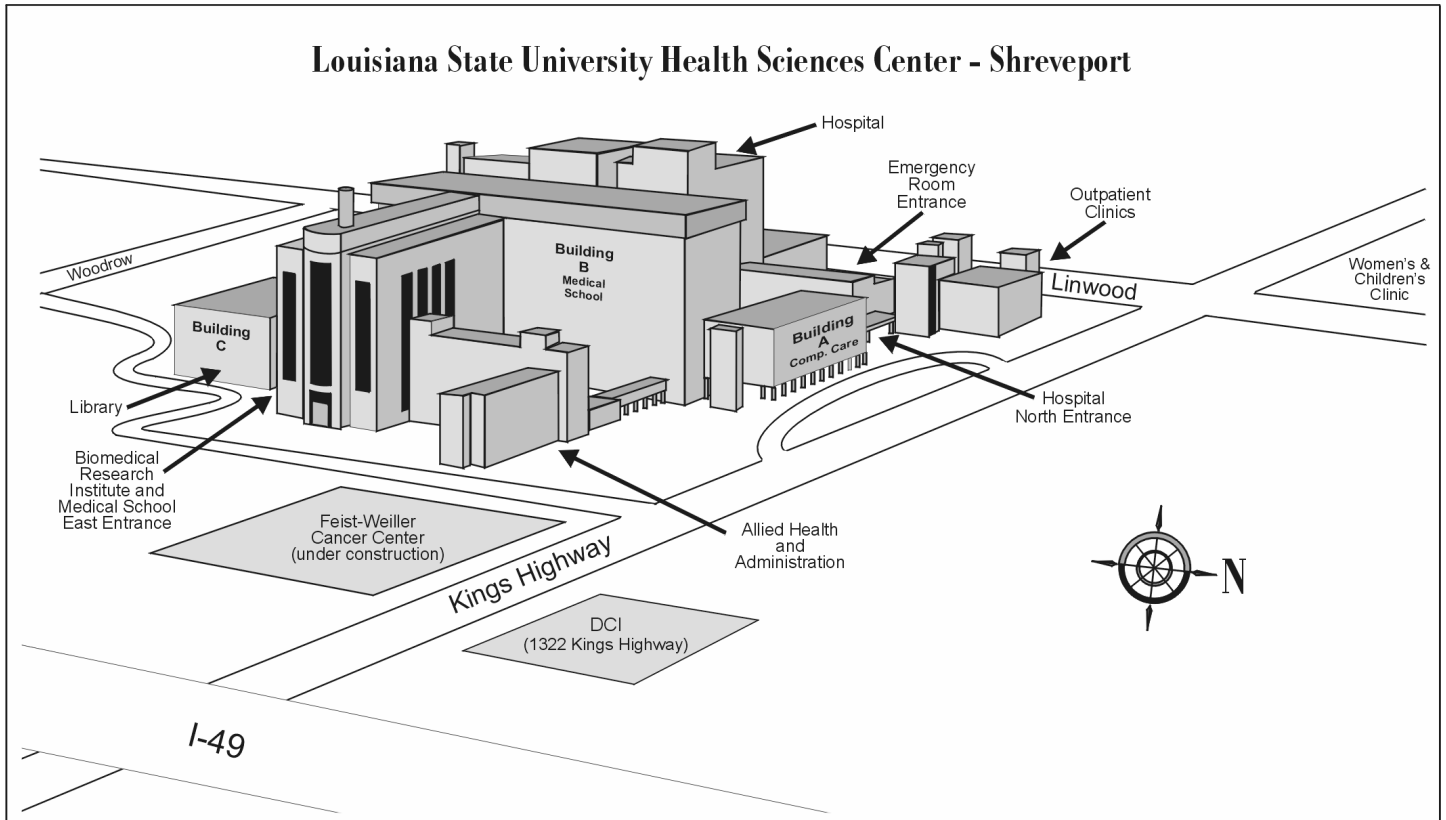 Louisiana State University Health Sciences Center - Shreveport
Hospital
Emergency
Room
Entrance
Outpatient
Clinics
Women's &
Children's
Clinic
Woodrow
Linwood
Building
B
Medical
School
Building
C
Building
A
Comp. Care
Library
Hospital
North Entrance
Biomedical
Research
Institute and
Medical School
East Entrance
Feist-Weiller
Cancer Center
(under construction)
Allied Health
and
Administration
Kings Highway
N
DCI
(1322 Kings Highway)
I-49